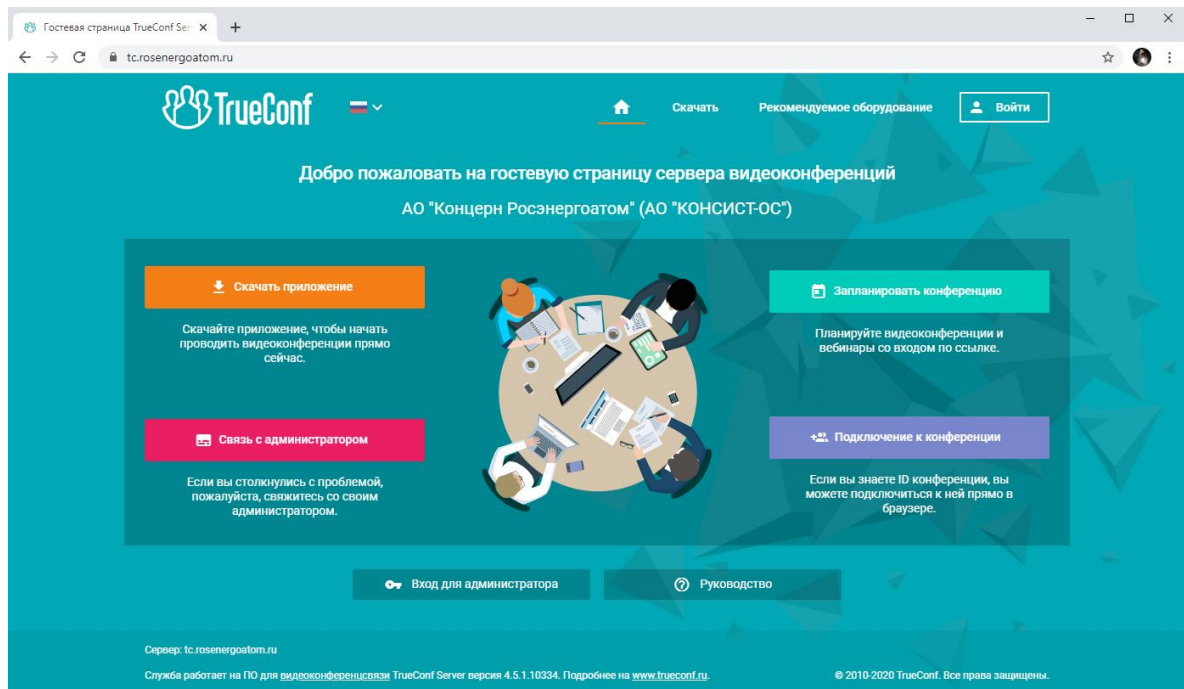 Гостевая страница TrueConf Ser
tc.rosenergoatom.ru
TrueConf
Скачать
Рекомендуемое оборудование
Войти
Добро пожаловать на гостевую страницу сервера видеоконференций
АО "Концерн Росэнергоатом" (АО "КОНСИСТ-ОС")
Скачать приложение
Скачайте приложение, чтобы начать
проводить видеоконференции прямо
сейчас.
Запланировать конференцию
Планируйте видеоконференции и
вебинары со входом по ссылке.
Связь с администратором
Если вы столкнулись с проблемой,
пожалуйста, свяжитесь со своим
администратором.
Подключение к конференции
Если вы знаете ID конференции, вы
можете подключиться к ней прямо в
браузере.
Вход для администратора
Руководство
Сервер: tc.rosenergoatom.ru
Служба работает на ПО для видеоконференцсвязи TrueConf Server версия 4.5.1.10334. Подробнее на www.trueconf.ru.
© 2010-2020 TrueConf. Все права защищены.